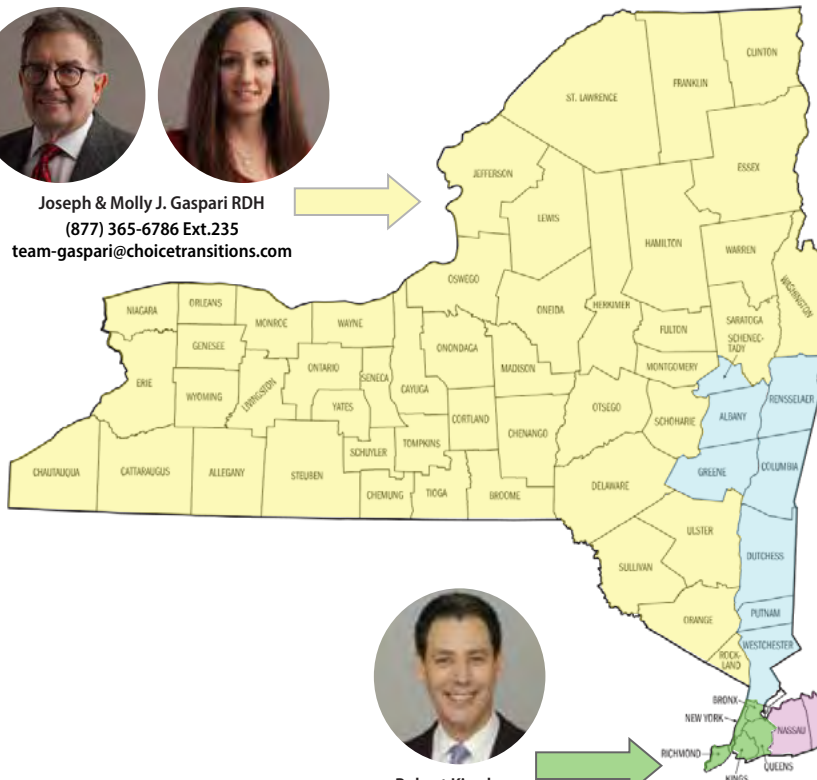 Joseph & Molly J. Gaspari RDH
(877) 365-6786 Ext.235
team-gaspari@choicetransitions.com
CLINTON
FRANKLIN
ST. LAWRENCE
ESSEX
JEFFERSON
LEWIS
HAMILTON
WARREN
WASHINGTON
OSWEGO
ONEIDA
HERKIMER
NIAGARA
ORLEANS
MONROE
WAYNE
FULTON
SARATOGA
SCHENEC-
TADY
GENESEE
ONONDAGA
MADISON
MONTGOMERY
ERIE
WYOMING
LIVINGSTON
ONTARIO
SENECA
CAYUGA
YATES
CORTLAND
CHENANGO
OTSEGO
SCHOHARIE
ALBANY
RENSSELAER
SCHUYLER
TOMPKINS
CHAUTAUQUA
CATTARAUGUS
ALLEGANY
STEUBEN
CHEMUNG
TIOGA
BROOME
DELAWARE
GREENE
COLUMBIA
ULSTER
DUTCHESS
SULLIVAN
ORANGE
PUTNAM
ROCK-
LAND
WESTCHESTER
BRONX
NEW YORK
NASSAU
RICHMOND
QUEENS
KINGS